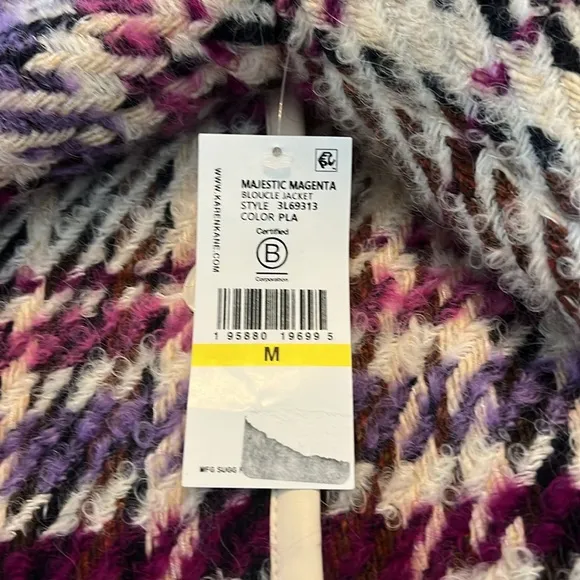 WWW.KARENKANE.COM
MAJESTIC MAGENTA
BLOUCLE JACKET
STYLE 3L69313
COLOR PLA
Certified
B
Corporation
1 95880 19699 5
M
MFG SUGG